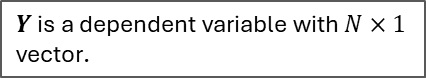 Y is a dependent variable with N × 1
vector.